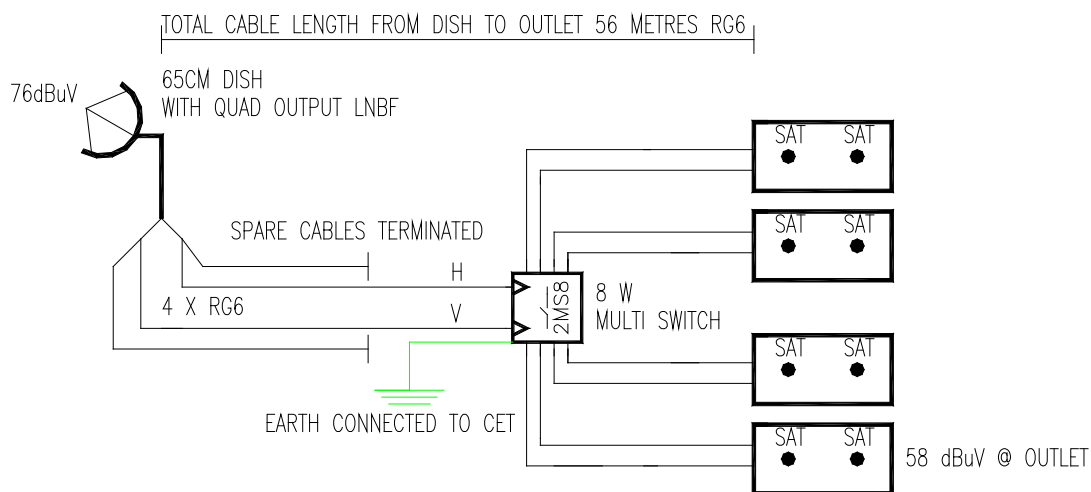 TOTAL CABLE LENGTH FROM DISH TO OUTLET 56 METRES RG6
76dBuV
65CM DISH
WITH QUAD OUTPUT LNBF
SAT SAT
SPARE CABLES TERMINATED
SAT SAT
H
4 X RG6
V
2MS8
8 W
MULTI SWITCH
SAT SAT
EARTH CONNECTED TO CET
SAT SAT
58 dBuV @ OUTLET